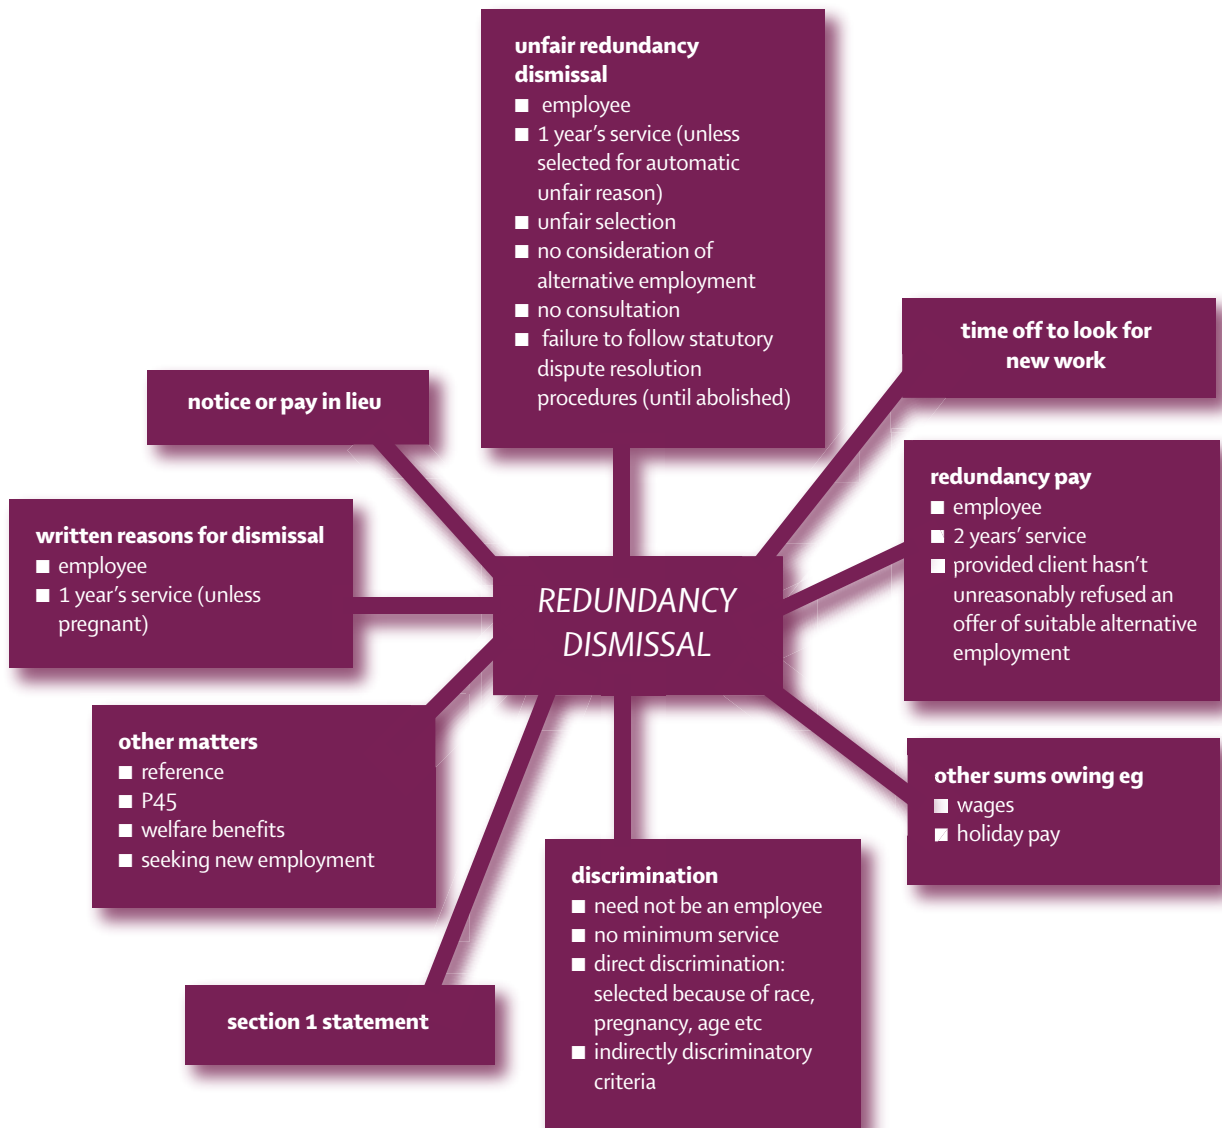 unfair redundancy
dismissal
■ employee
■ 1 year’s service (unless
selected for automatic
unfair reason)
■ unfair selection
■ no consideration of
alternative employment
■ no consultation
■ failure to follow statutory
dispute resolution
procedures (until abolished)
time off to look for
new work
notice or pay in lieu
redundancy pay
■ employee
■ 2 years’ service
■ provided client hasn’t
unreasonably refused an
offer of suitable alternative
employment
written reasons for dismissal
■ employee
■ 1 year’s service (unless
pregnant)
REDUNDANCY
DISMISSAL
other matters
■ reference
■ P45
■ welfare benefits
■ seeking new employment
other sums owing eg
■ wages
■ holiday pay
discrimination
■ need not be an employee
■ no minimum service
■ direct discrimination:
selected because of race,
pregnancy, age etc
■ indirectly discriminatory
criteria
section 1 statement